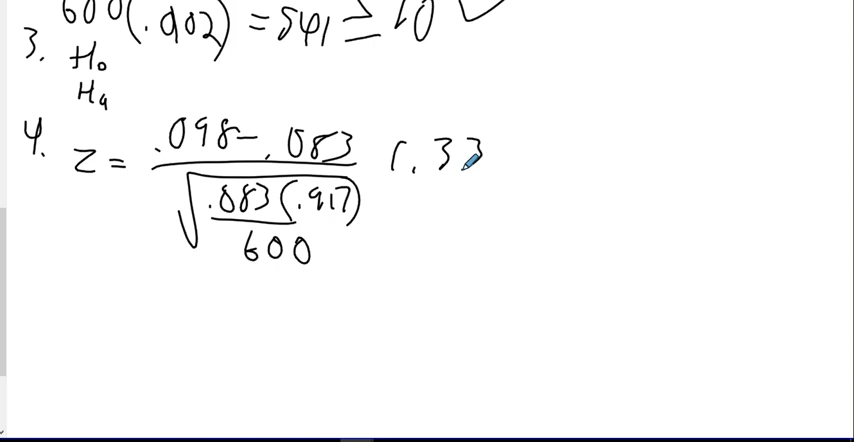 600(.902) = 541 ≥ 10 ✓
3. H₀
Hₐ
4. Z = .098 - .083 / √(.083(.917) / 600) 1.33